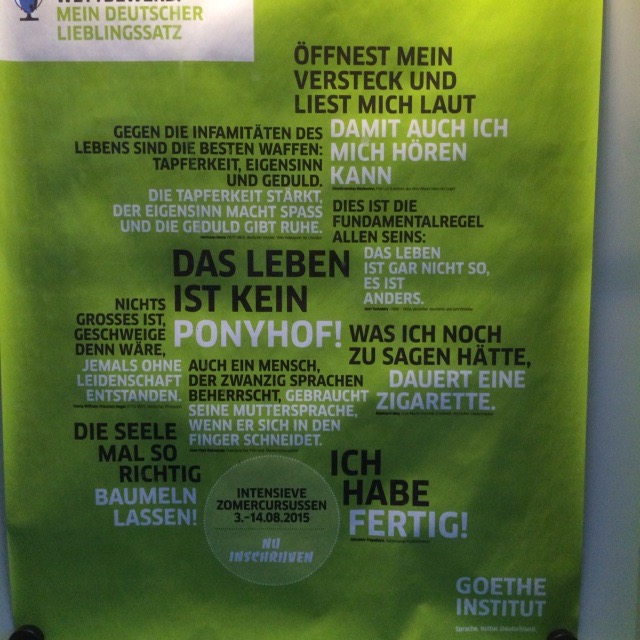 WETTBEWERB:
MEIN DEUTSCHER
LIEBLINGSSATZ
ÖFFNEST MEIN
VERSTECK UND
LIEST MICH LAUT
DAMIT AUCH ICH
MICH HÖREN
KANN
GEGEN DIE INFAMITÄTEN DES
LEBENS SIND DIE BESTEN WAFFEN:
TAPFERKEIT, EIGENSINN
UND GEDULD.
DIE TAPFERKEIT STÄRKT,
DER EIGENSINN MACHT SPASS
UND DIE GEDULD GIBT RUHE.
DIES IST DIE
FUNDAMENTALREGEL
ALLEN SEINS:
DAS LEBEN
IST GAR NICHT SO,
ES IST
ANDERS.
DAS LEBEN
IST KEIN
PONYHOF!
NICHTS
GROSSES IST,
GESCHWEIGE
DENN WÄRE,
JEMALS OHNE
LEIDENSCHAFT
ENTSTANDEN.
WAS ICH NOCH
ZU SAGEN HÄTTE,
DAUERT EINE
ZIGARETTE.
AUCH EIN MENSCH,
DER ZWANZIG SPRACHEN
BEHERRSCHT, GEBRAUCHT
SEINE MUTTERSPRACHE,
WENN ER SICH IN DEN
FINGER SCHNEIDET.
DIE SEELE
MAL SO
RICHTIG
BAUMELN
LASSEN!
INTENSIEVE
ZOMERCURSUSSEN
3.–14.08.2015
NU
INSCHRIJVEN
ICH
HABE
FERTIG!
GOETHE
INSTITUT
Sprache. Kultur. Deutschland.